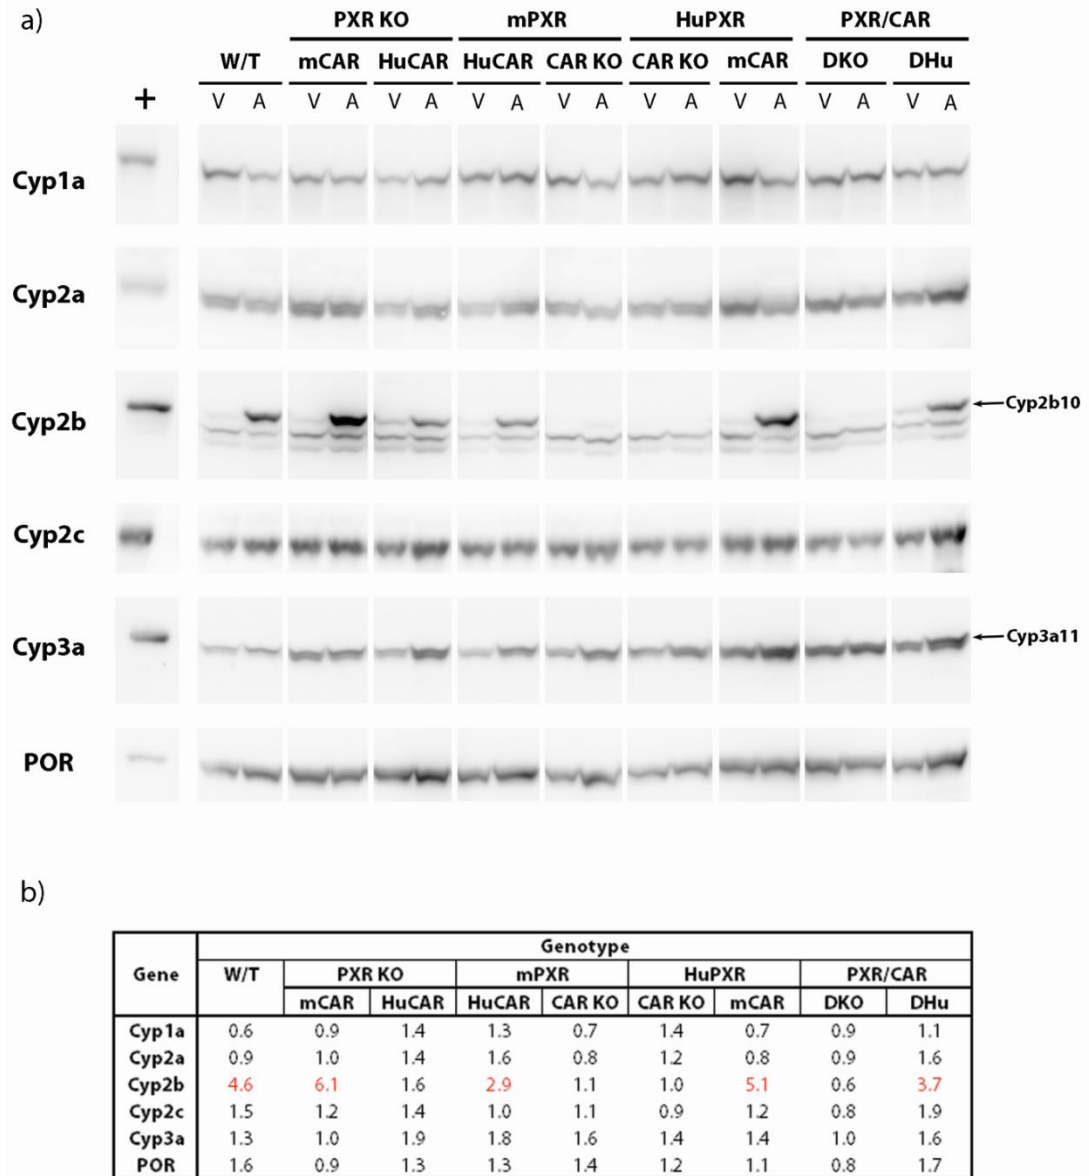 a)
PXR KO mPXR HuPXR PXR/CAR
W/T mCAR HuCAR HuCAR CAR KO CAR KO mCAR DKO DHu
+ V A V A V A V A V A V A V A V A V A
Cyp1a
Cyp2a
Cyp2b Cyp2b10
Cyp2c
Cyp3a Cyp3a11
POR
b)
Gene Genotype
W/T PXR KO mPXR HuPXR PXR/CAR
mCAR HuCAR HuCAR CAR KO CAR KO mCAR DKO DHu
Cyp1a 0.6 0.9 1.4 1.3 0.7 1.4 0.7 0.9 1.1
Cyp2a 0.9 1.0 1.4 1.6 0.8 1.2 0.8 0.9 1.6
Cyp2b 4.6 6.1 1.6 2.9 1.1 1.0 5.1 0.6 3.7
Cyp2c 1.5 1.2 1.4 1.0 1.1 0.9 1.2 0.8 1.9
Cyp3a 1.3 1.0 1.9 1.8 1.6 1.4 1.4 1.0 1.6
POR 1.6 0.9 1.3 1.3 1.4 1.2 1.1 0.8 1.7